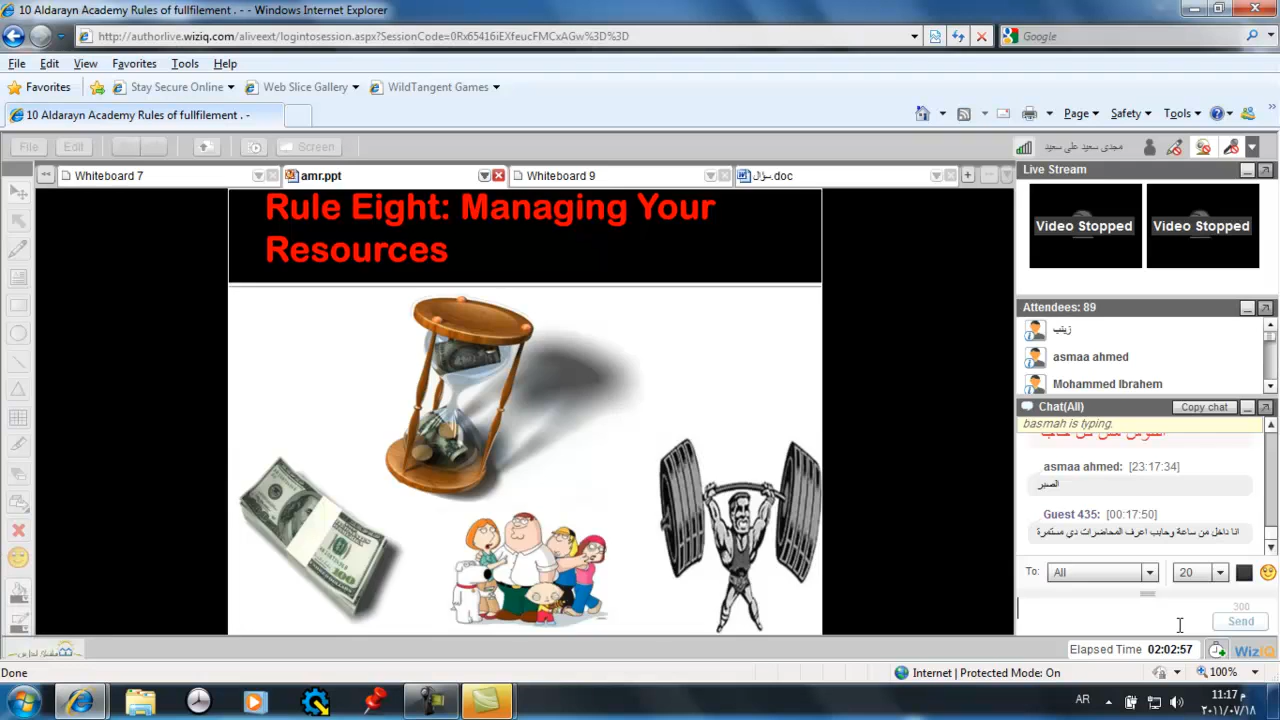 10 Aldarayn Academy Rules of fullfilement . - Windows Internet Explorer
http://authorlive.wiziq.com/aliveext/logintosession.aspx?SessionCode=0Rx65416iEXfeucFMCxAGw%3D%3D
Google
File Edit View Favorites Tools Help
Favorites Stay Secure Online Web Slice Gallery WildTangent Games
10 Aldarayn Academy Rules of fullfilement . -
Page Safety Tools
File Edit Screen
مجدى سعيد على سعيد
Whiteboard 7 amr.ppt Whiteboard 9 سؤال.doc
Rule Eight: Managing Your
Resources
Live Stream
Video Stopped Video Stopped
Attendees: 89
زينب
asmaa ahmed
Mohammed Ibrahem
Chat(All) Copy chat
basmah is typing.
asmaa ahmed: [23:17:34]
الصبر
Guest 435: [00:17:50]
انا داخل من ساعة وحابب اعرف المحاضرات دي مستمرة
To: All 20
300
Send
Elapsed Time 02:02:57 WizIQ
Done Internet | Protected Mode: On 100%
AR
11:17 م
٢٠١١/٠٧/١٨